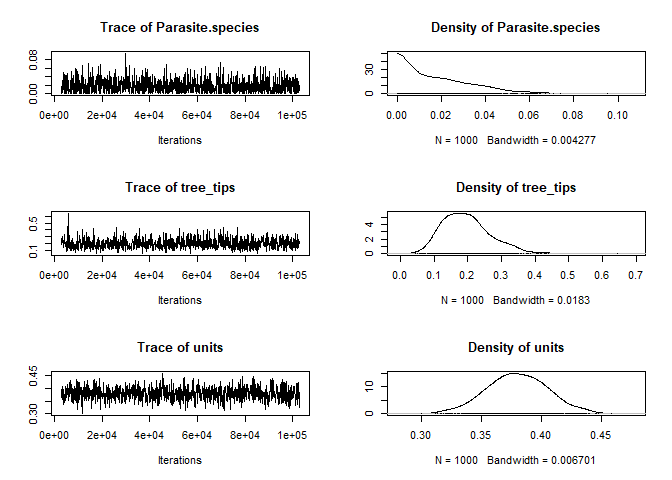 Trace of Parasite.species
0.00 0.08
0e+00 2e+04 4e+04 6e+04 8e+04 1e+05
Iterations
Density of Parasite.species
0 30
0.00 0.02 0.04 0.06 0.08 0.10
N = 1000 Bandwidth = 0.004277
Trace of tree_tips
0.1 0.5
0e+00 2e+04 4e+04 6e+04 8e+04 1e+05
Iterations
Density of tree_tips
0 2 4
0.0 0.1 0.2 0.3 0.4 0.5 0.6 0.7
N = 1000 Bandwidth = 0.0183
Trace of units
0.30 0.45
0e+00 2e+04 4e+04 6e+04 8e+04 1e+05
Iterations
Density of units
0 10
0.30 0.35 0.40 0.45
N = 1000 Bandwidth = 0.006701